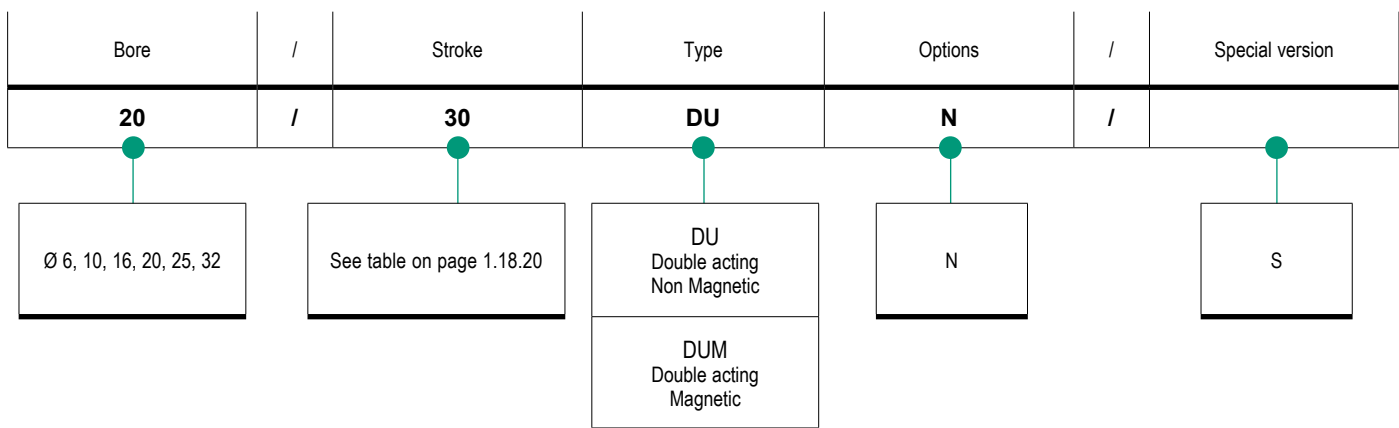 Bore / Stroke Type Options / Special version
20 / 30 DU N /
Ø 6, 10, 16, 20, 25, 32
See table on page 1.18.20
DU
Double acting
Non Magnetic
DUM
Double acting
Magnetic
N
S